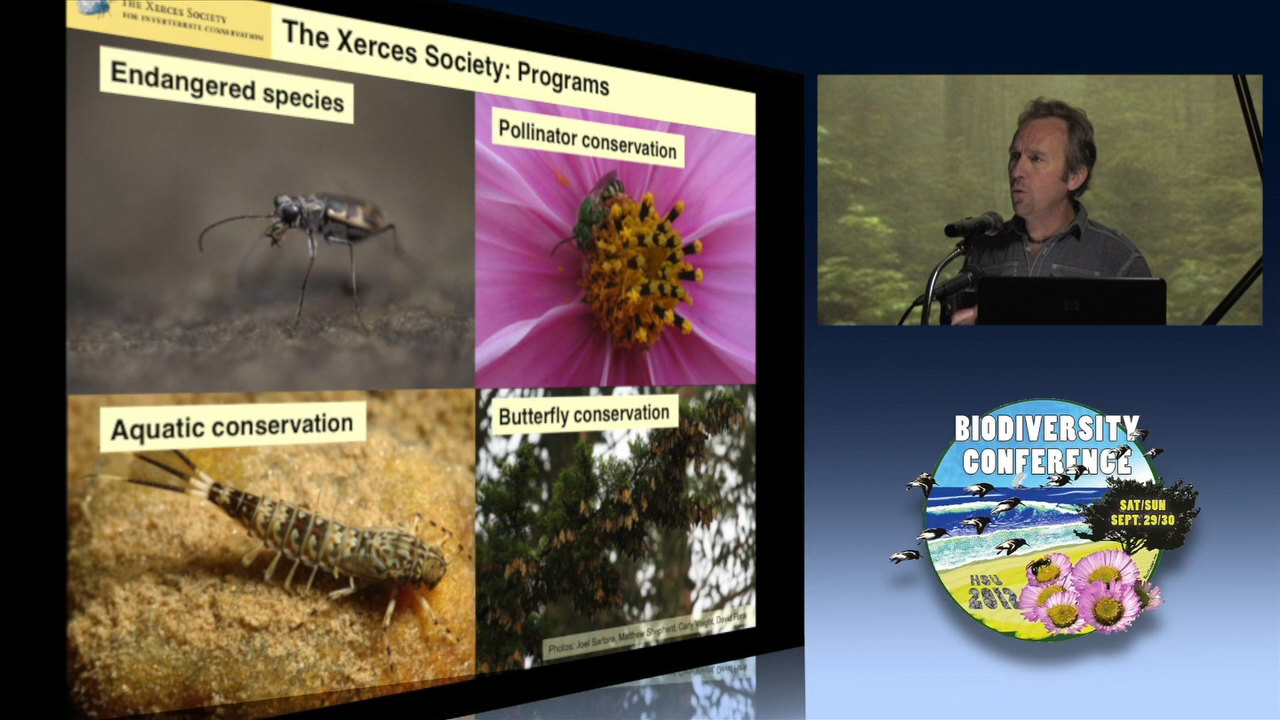 THE XERCES SOCIETY
FOR INVERTEBRATE CONSERVATION
The Xerces Society: Programs
Endangered species
Pollinator conservation
Aquatic conservation
Butterfly conservation
Photos: Joel Sartore, Matthew Shepherd, Carly Voight, David Funk
BIODIVERSITY
CONFERENCE
SAT/SUN
SEPT. 29/30
HSU
2012